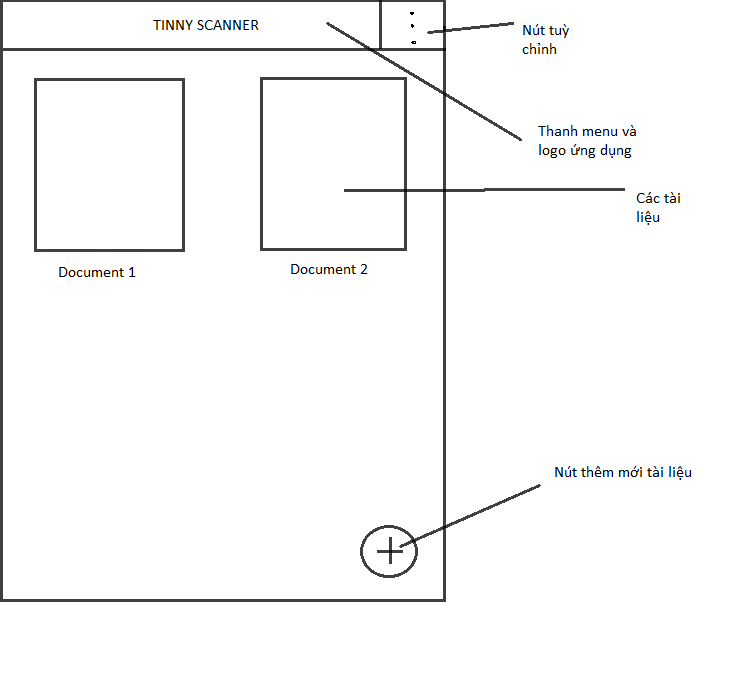 TINNY SCANNER
Nút tuỳ
chỉnh
Thanh menu và
logo ứng dụng
Các tài
liệu
Document 1
Document 2
Nút thêm mới tài liệu